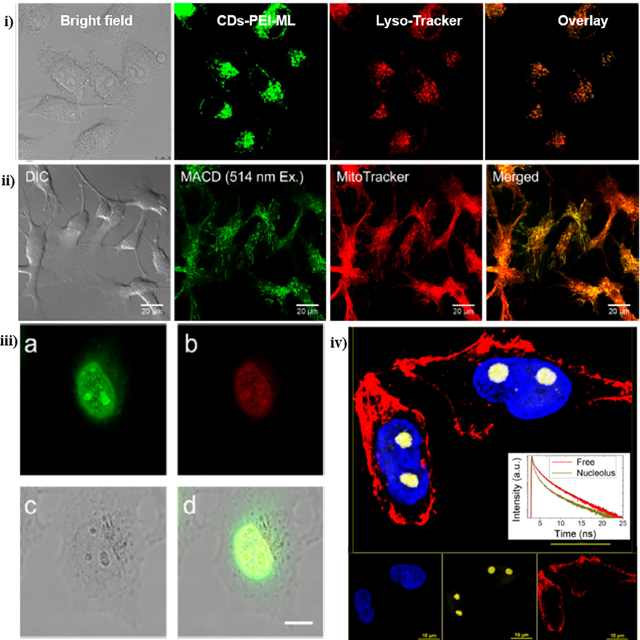 i) Bright field CDs-PEI-ML Lyso-Tracker Overlay
ii) DIC MACD (514 nm Ex.) MitoTracker Merged
20 µm 20 µm 20 µm 20 µm
iii) a b iv)
Free
Nucleolus
Intensity (a.u.)
5 10 15 20 25
Time (ns)
c d
10 µm 10 µm 10 µm